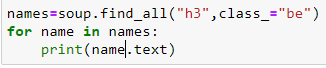 names=soup.find_all("h3",class_="be")
for name in names:
    print(name.text)